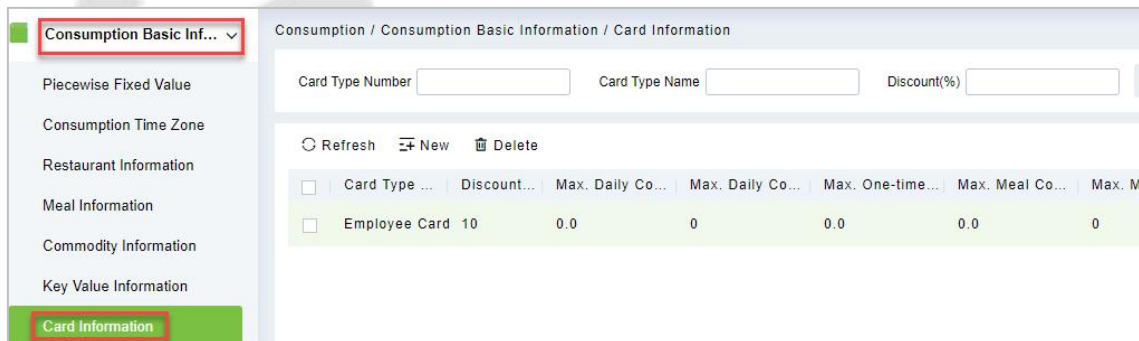 Consumption Basic Inf...
Piecewise Fixed Value
Consumption Time Zone
Restaurant Information
Meal Information
Commodity Information
Key Value Information
Card Information
Consumption / Consumption Basic Information / Card Information
Card Type Number Card Type Name Discount(%)
Refresh New Delete
Card Type ... Discount... Max. Daily Co... Max. Daily Co... Max. One-time... Max. Meal Co... Max. M
Employee Card 10 0.0 0 0.0 0.0 0